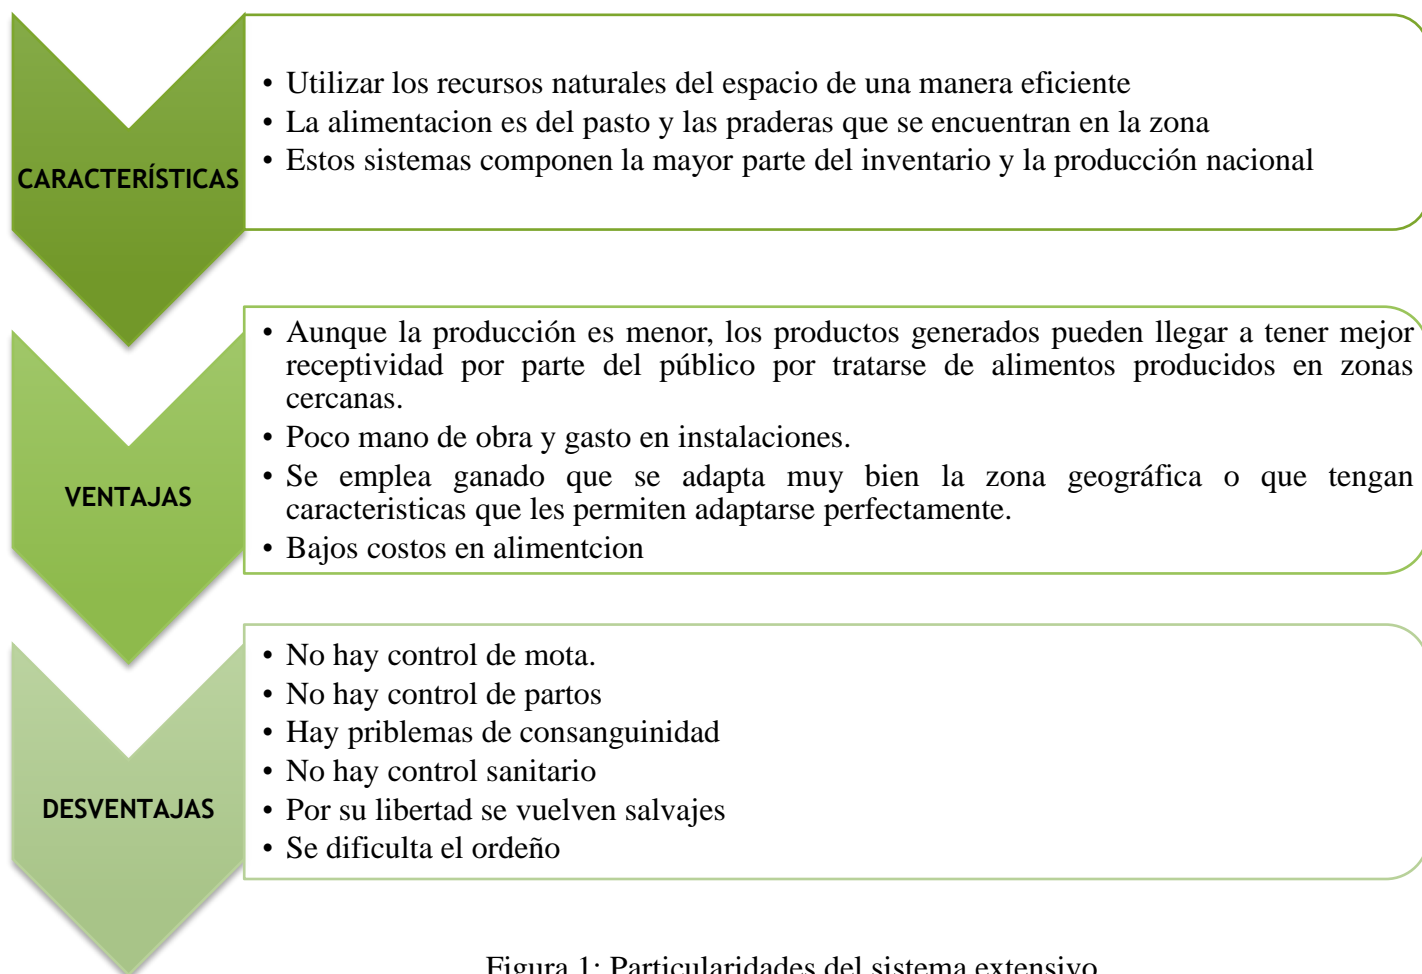 CARACTERÍSTICAS
• Utilizar los recursos naturales del espacio de una manera eficiente
• La alimentacion es del pasto y las praderas que se encuentran en la zona
• Estos sistemas componen la mayor parte del inventario y la producción nacional
VENTAJAS
• Aunque la producción es menor, los productos generados pueden llegar a tener mejor
receptividad por parte del público por tratarse de alimentos producidos en zonas
cercanas.
• Poco mano de obra y gasto en instalaciones.
• Se emplea ganado que se adapta muy bien la zona geográfica o que tengan
caracteristicas que les permiten adaptarse perfectamente.
• Bajos costos en alimentcion
DESVENTAJAS
• No hay control de mota.
• No hay control de partos
• Hay priblemas de consanguinidad
• No hay control sanitario
• Por su libertad se vuelven salvajes
• Se dificulta el ordeño
Figura 1: Particularidades del sistema extensivo